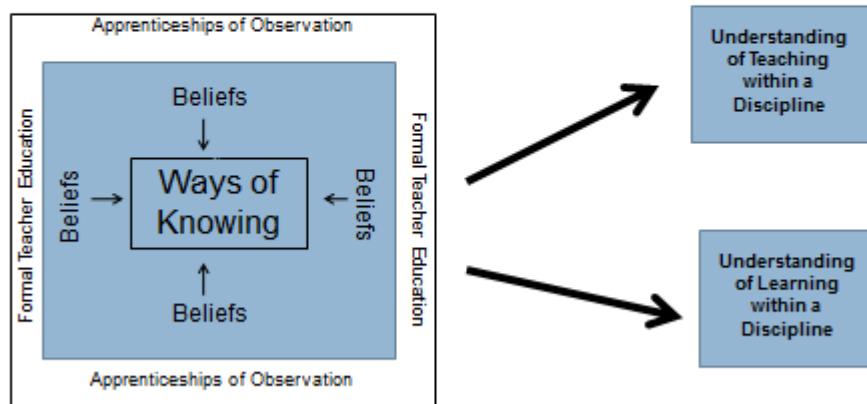 Apprenticeships of Observation
Formal Teacher Education
Beliefs
Beliefs
Ways of
Knowing
Beliefs
Beliefs
Formal Teacher Education
Apprenticeships of Observation
Understanding
of Teaching
within a
Discipline
Understanding
of Learning
within a
Discipline